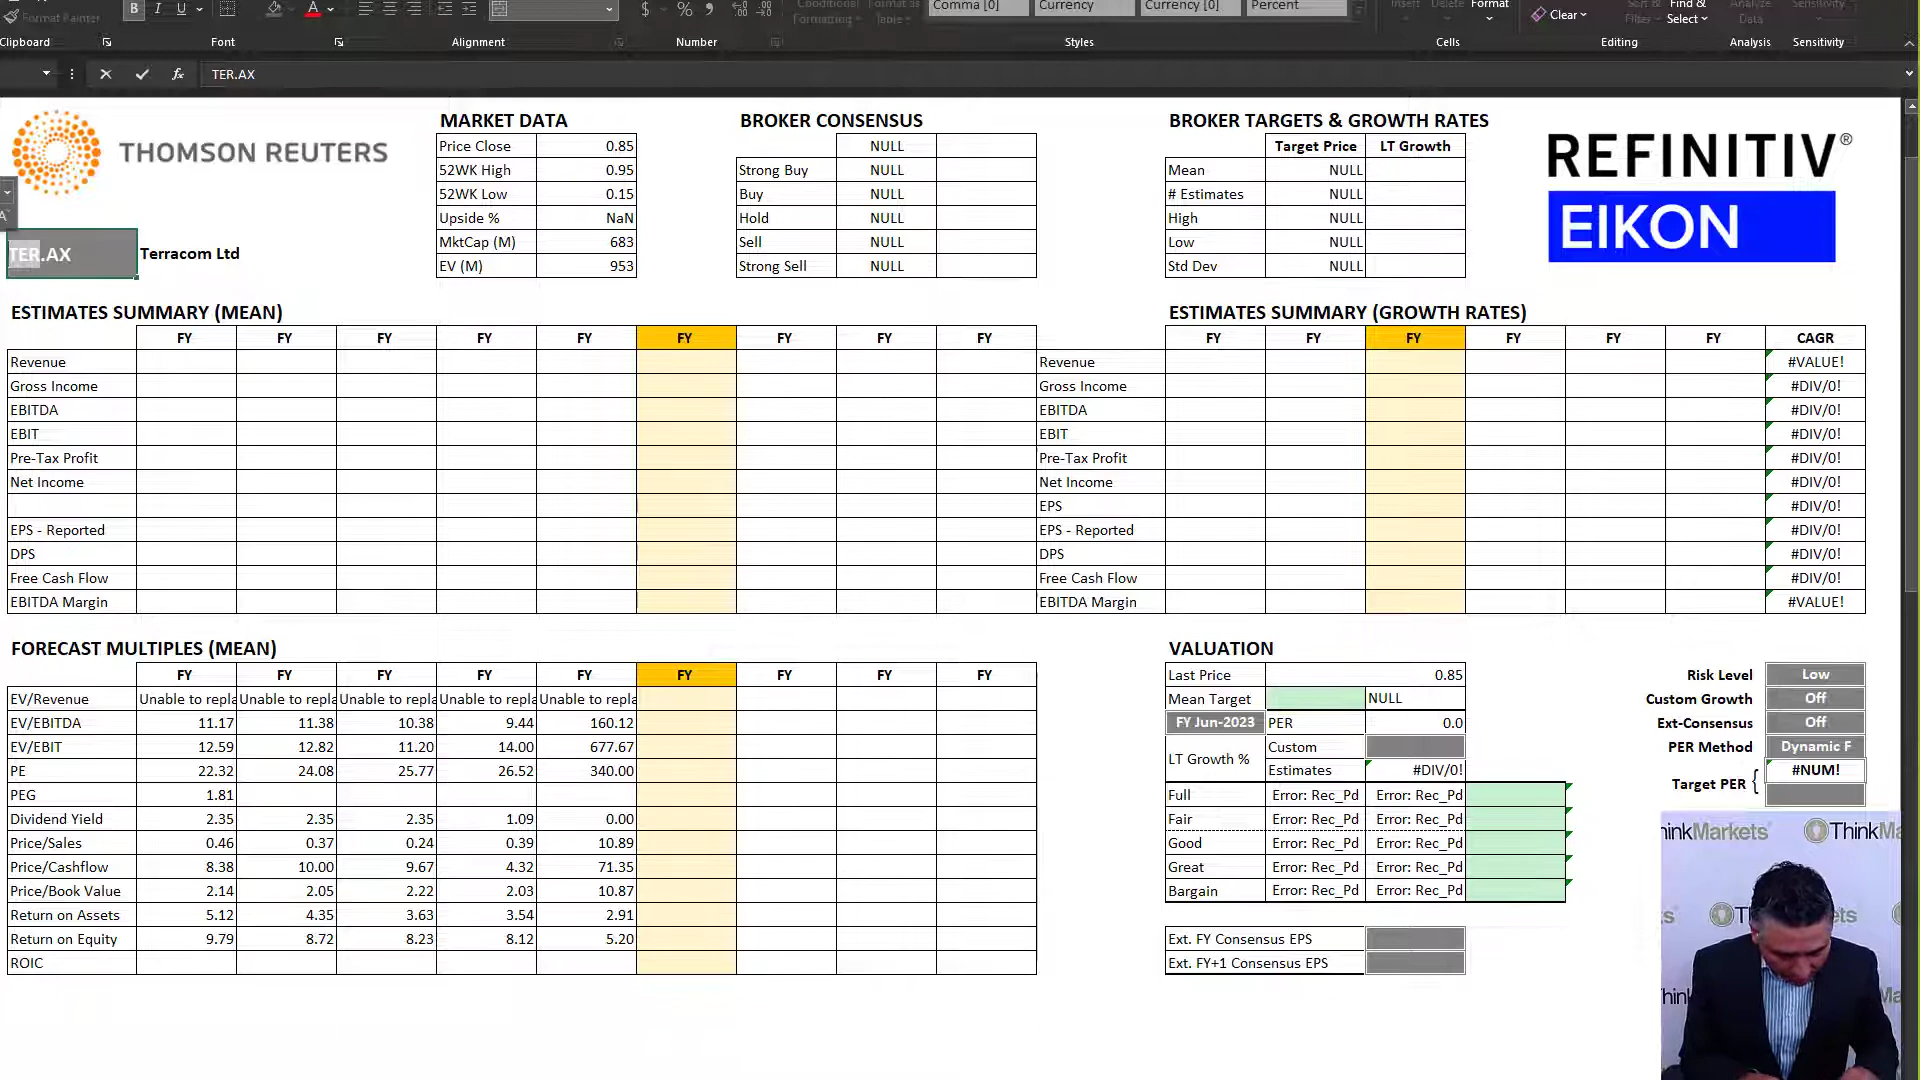 Format Painter
B I U A $ % ,
Conditional Formatting
Format as Table
Comma [0] Currency Currency [0] Percent
Insert Delete Format
Clear
Sort & Filter
Find & Select
Analyze Data
Sensitivity
Clipboard Font Alignment Number Styles Cells Editing Analysis Sensitivity
fx TER.AX
THOMSON REUTERS
TER.AX Terracom Ltd
MARKET DATA
Price Close 0.85
52WK High 0.95
52WK Low 0.15
Upside % NaN
MktCap (M) 683
EV (M) 953
BROKER CONSENSUS
NULL
Strong Buy NULL
Buy NULL
Hold NULL
Sell NULL
Strong Sell NULL
BROKER TARGETS & GROWTH RATES
Target Price LT Growth
Mean NULL
# Estimates NULL
High NULL
Low NULL
Std Dev NULL
REFINITIV®
EIKON
ESTIMATES SUMMARY (MEAN)
FY FY FY FY FY FY FY FY FY
Revenue
Gross Income
EBITDA
EBIT
Pre-Tax Profit
Net Income
EPS - Reported
DPS
Free Cash Flow
EBITDA Margin
ESTIMATES SUMMARY (GROWTH RATES)
FY FY FY FY FY FY CAGR
Revenue #VALUE!
Gross Income #DIV/0!
EBITDA #DIV/0!
EBIT #DIV/0!
Pre-Tax Profit #DIV/0!
Net Income #DIV/0!
EPS #DIV/0!
EPS - Reported #DIV/0!
DPS #DIV/0!
Free Cash Flow #DIV/0!
EBITDA Margin #VALUE!
FORECAST MULTIPLES (MEAN)
FY FY FY FY FY FY FY FY FY
EV/Revenue Unable to repla Unable to repla Unable to repla Unable to repla Unable to repla
EV/EBITDA 11.17 11.38 10.38 9.44 160.12
EV/EBIT 12.59 12.82 11.20 14.00 677.67
PE 22.32 24.08 25.77 26.52 340.00
PEG 1.81
Dividend Yield 2.35 2.35 2.35 1.09 0.00
Price/Sales 0.46 0.37 0.24 0.39 10.89
Price/Cashflow 8.38 10.00 9.67 4.32 71.35
Price/Book Value 2.14 2.05 2.22 2.03 10.87
Return on Assets 5.12 4.35 3.63 3.54 2.91
Return on Equity 9.79 8.72 8.23 8.12 5.20
ROIC
VALUATION
Last Price 0.85
Mean Target NULL
FY Jun-2023 PER 0.0
LT Growth % Custom
Estimates #DIV/0!
Full Error: Rec_Pd Error: Rec_Pd
Fair Error: Rec_Pd Error: Rec_Pd
Good Error: Rec_Pd Error: Rec_Pd
Great Error: Rec_Pd Error: Rec_Pd
Bargain Error: Rec_Pd Error: Rec_Pd
Ext. FY Consensus EPS
Ext. FY+1 Consensus EPS
Risk Level Low
Custom Growth Off
Ext-Consensus Off
PER Method Dynamic F
Target PER { #NUM!
inkMarkets ThinkMa